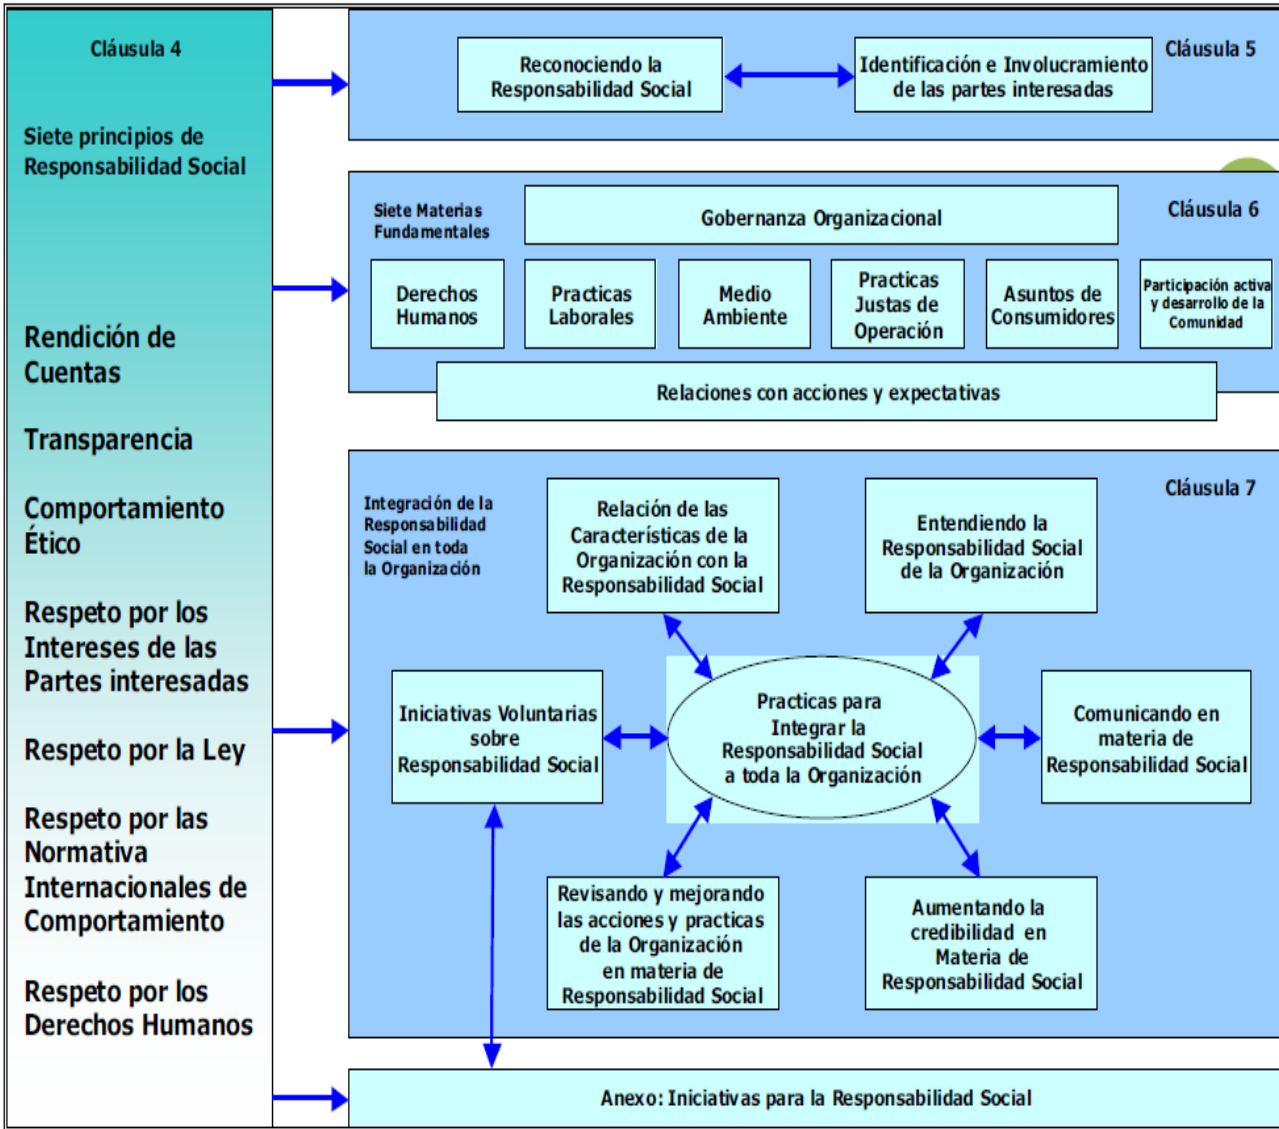 Cláusula 4
Siete principios de
Responsabilidad Social
Rendición de
Cuentas
Transparencia
Comportamiento
Ético
Respeto por los
Intereses de las
Partes interesadas
Respeto por la Ley
Respeto por las
Normativa
Internacionales de
Comportamiento
Respeto por los
Derechos Humanos
Cláusula 5
Reconociendo la
Responsabilidad Social
Identificación e Involucramiento
de las partes interesadas
Cláusula 6
Siete Materias
Fundamentales
Gobernanza Organizacional
Derechos
Humanos
Practicas
Laborales
Medio
Ambiente
Practicas
Justas de
Operación
Asuntos de
Consumidores
Participación activa
y desarrollo de la
Comunidad
Relaciones con acciones y expectativas
Cláusula 7
Integración de la
Responsabilidad
Social en toda
la Organización
Relación de las
Características de la
Organización con la
Responsabilidad Social
Entendiendo la
Responsabilidad Social
de la Organización
Iniciativas Voluntarias
sobre
Responsabilidad Social
Practicas para
Integrar la
Responsabilidad Social
a toda la Organización
Comunicando en
materia de
Responsabilidad Social
Revisando y mejorando
las acciones y practicas
de la Organización
en materia de
Responsabilidad Social
Aumentando la
credibilidad en
Materia de
Responsabilidad Social
Anexo: Iniciativas para la Responsabilidad Social